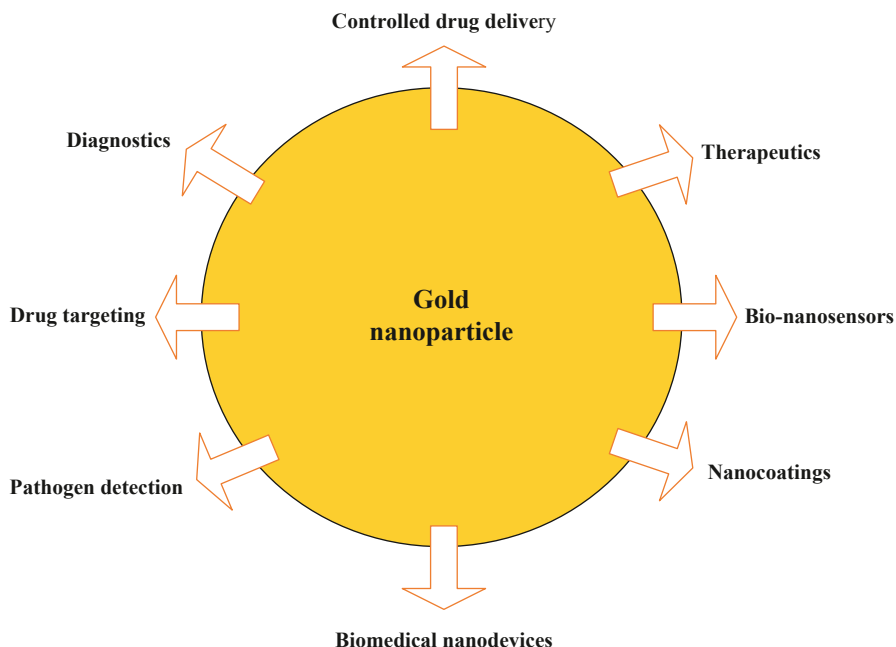 Controlled drug delivery
Diagnostics
Therapeutics
Drug targeting
Gold
nanoparticle
Bio-nanosensors
Pathogen detection
Nanocoatings
Biomedical nanodevices